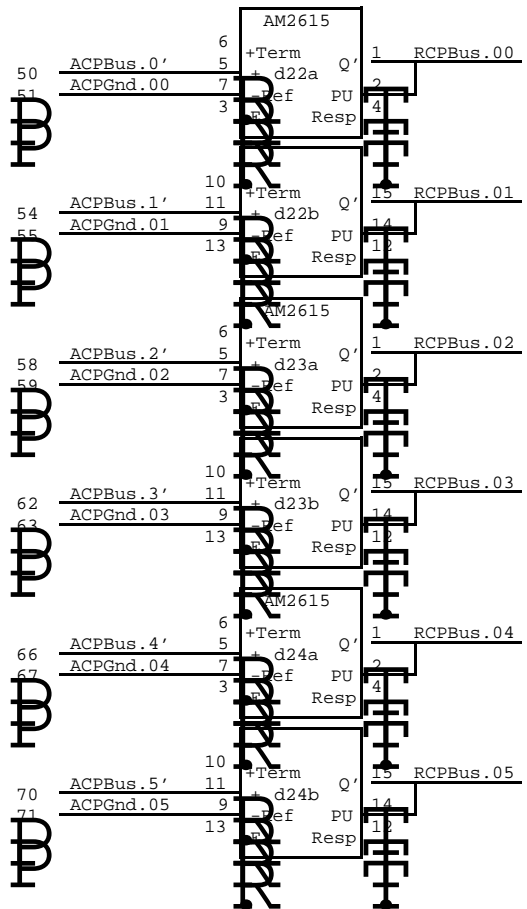 AM2615
6 +Term 1 RCPBus.00
50 ACPBus.0' 5 + d22a Q'
51 ACPGnd.00 7 -Ref PU 2
3 Resp 4
10 +Term 15 RCPBus.01
54 ACPBus.1' 11 + d22b Q'
55 ACPGnd.01 9 -Ref PU 14
13 Resp 12
AM2615
6 +Term 1 RCPBus.02
58 ACPBus.2' 5 + d23a Q'
59 ACPGnd.02 7 -Ref PU 2
3 Resp 4
10 +Term 15 RCPBus.03
62 ACPBus.3' 11 + d23b Q'
63 ACPGnd.03 9 -Ref PU 14
13 Resp 12
AM2615
6 +Term 1 RCPBus.04
66 ACPBus.4' 5 + d24a Q'
67 ACPGnd.04 7 -Ref PU 2
3 Resp 4
10 +Term 15 RCPBus.05
70 ACPBus.5' 11 + d24b Q'
71 ACPGnd.05 9 -Ref PU 14
13 Resp 12